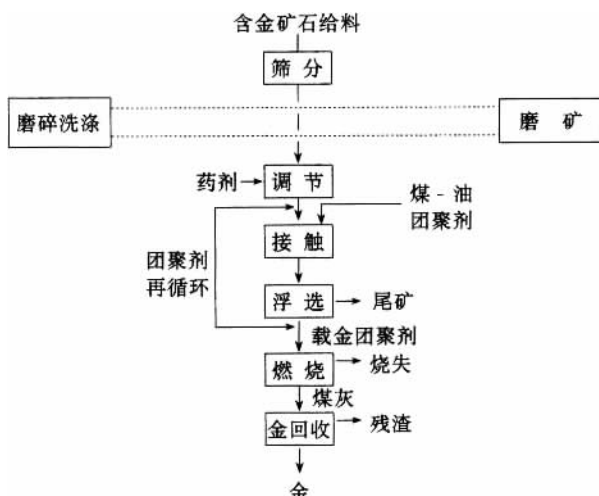 含金矿石给料
筛分
磨碎洗涤
磨矿
药剂
调节
煤-油
团聚剂
接触
团聚剂
再循环
浮选
尾矿
载金团聚剂
燃烧
烧失
煤灰
金回收
残渣
金